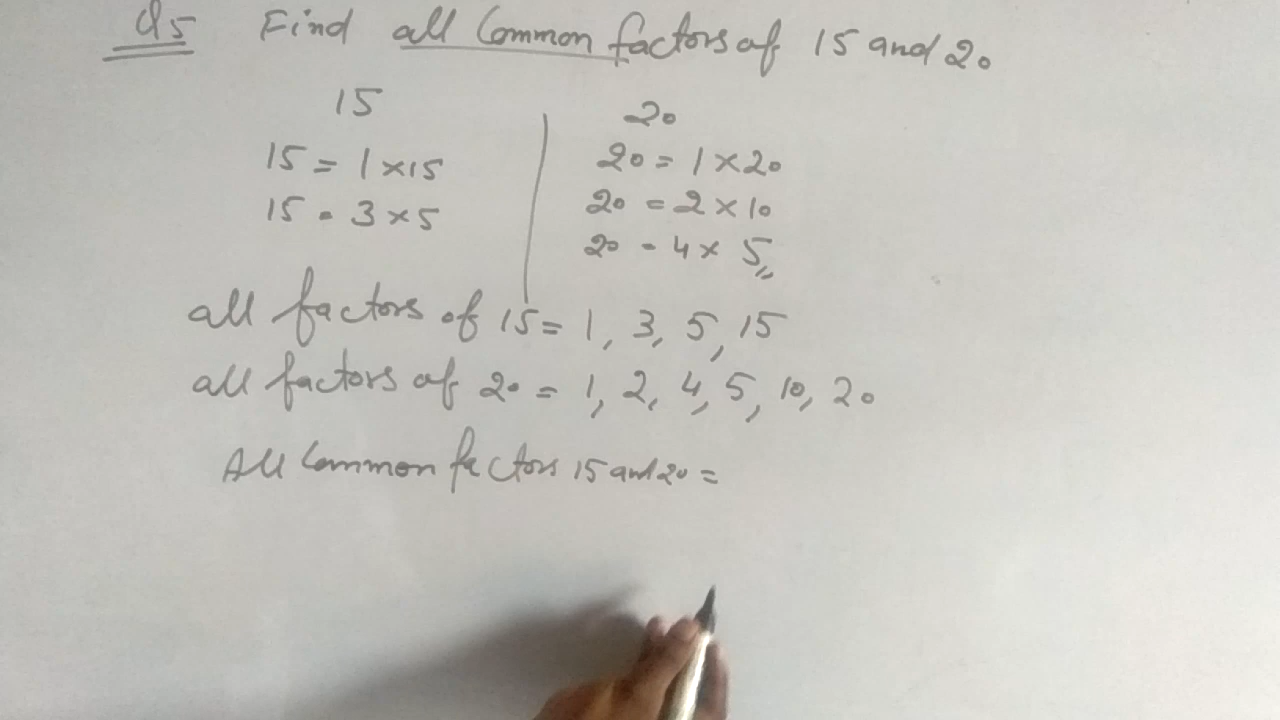 Q5 Find all Common factors of 15 and 20
15
15 = 1 × 15
15 = 3 × 5
20
20 = 1 × 20
20 = 2 × 10
20 = 4 × 5,,
all factors of 15 = 1, 3, 5, 15
all factors of 20 = 1, 2, 4, 5, 10, 20
All Common factors 15 and 20 =